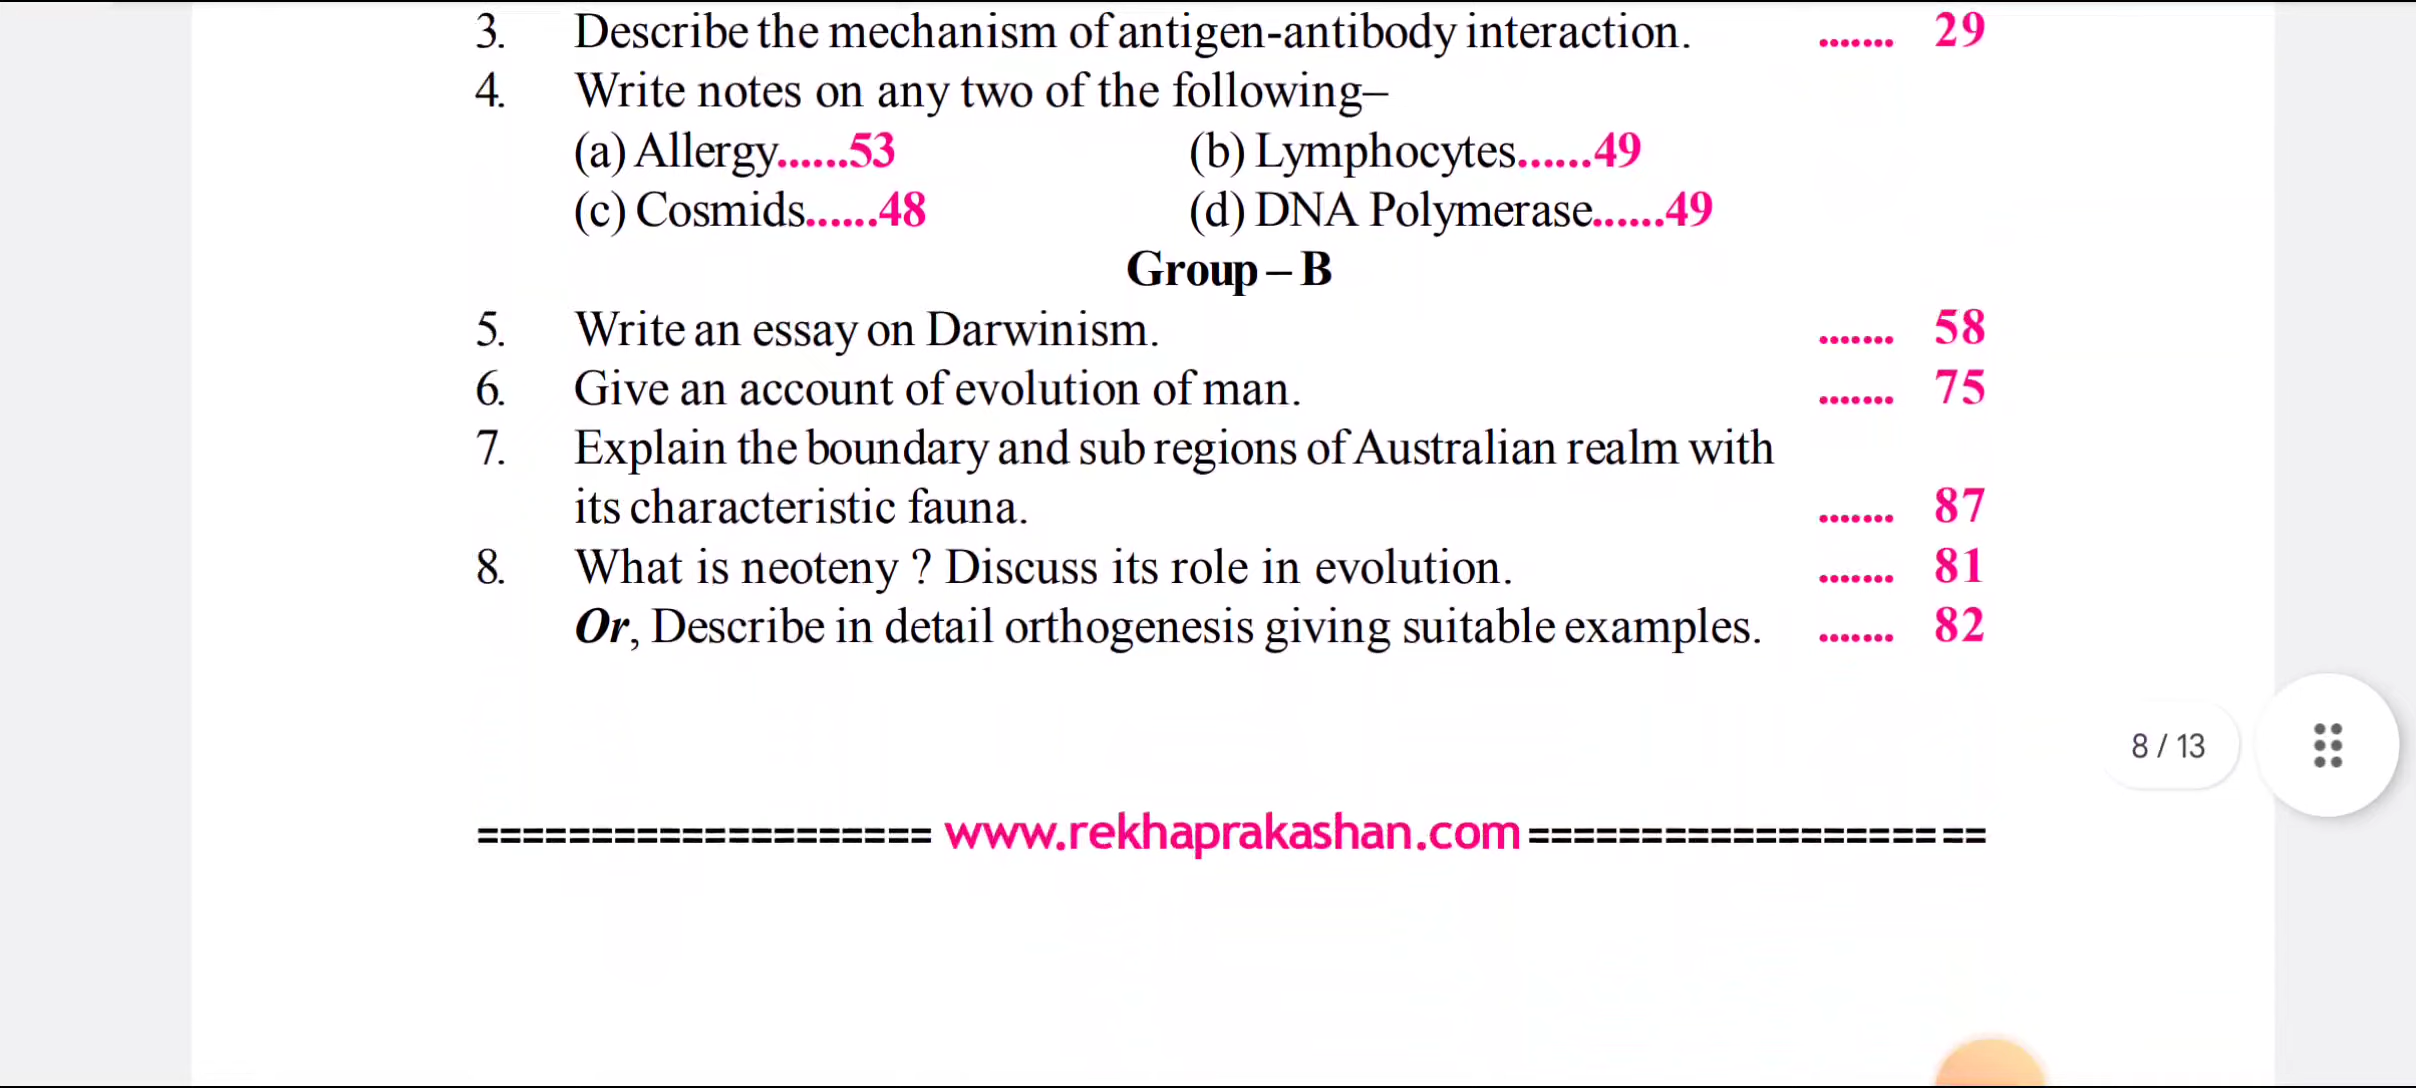 3. Describe the mechanism of antigen-antibody interaction. ....... 29
4. Write notes on any two of the following–
(a) Allergy......53 (b) Lymphocytes......49
(c) Cosmids......48 (d) DNA Polymerase......49
Group – B
5. Write an essay on Darwinism. ....... 58
6. Give an account of evolution of man. ....... 75
7. Explain the boundary and sub regions of Australian realm with
its characteristic fauna. ....... 87
8. What is neoteny ? Discuss its role in evolution. ....... 81
Or, Describe in detail orthogenesis giving suitable examples. ....... 82
8 / 13
==================== www.rekhaprakashan.com====================